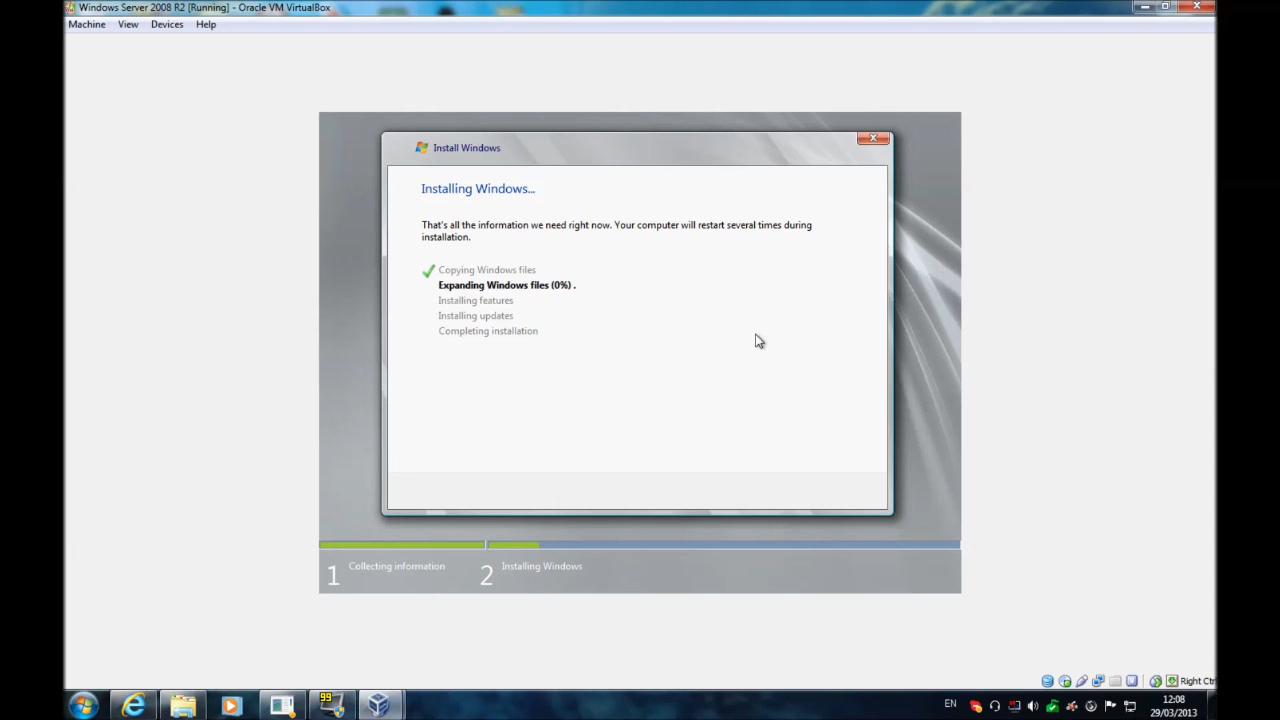 Windows Server 2008 R2 [Running] - Oracle VM VirtualBox
Machine View Devices Help
Install Windows
Installing Windows...
That's all the information we need right now. Your computer will restart several times during
installation.
Copying Windows files
Expanding Windows files (0%) .
Installing features
Installing updates
Completing installation
1 Collecting information 2 Installing Windows
Right Ctrl
99
EN
12:08
29/03/2013